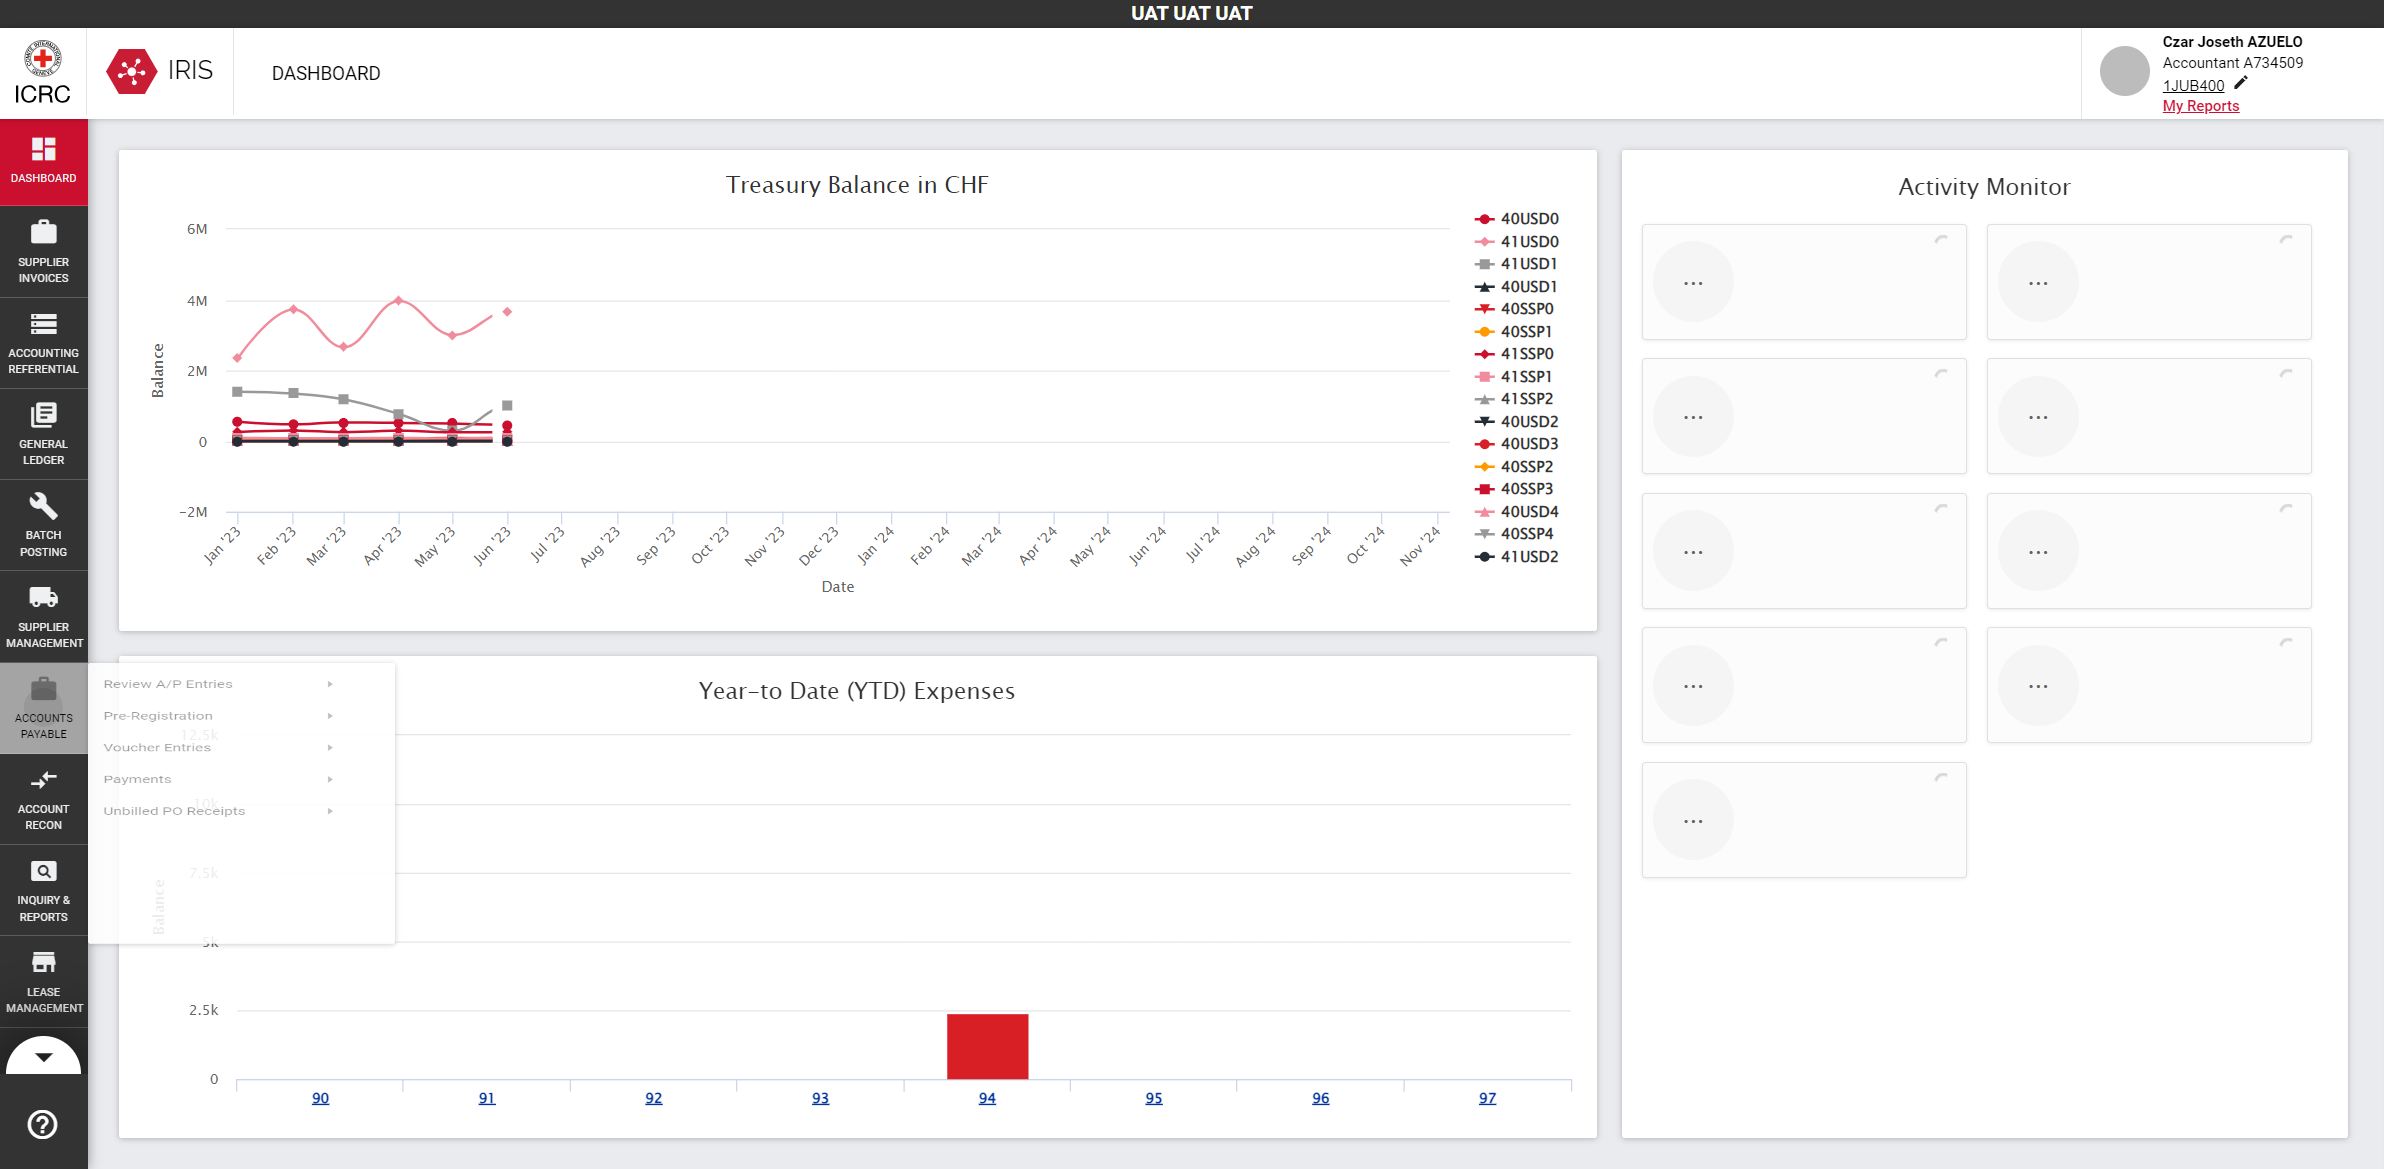 UAT UAT UAT
ICRC
IRIS
DASHBOARD
Czar Joseth AZUELO
Accountant A734509
1JUB400
My Reports
DASHBOARD
SUPPLIER
INVOICES
ACCOUNTING
REFERENTIAL
GENERAL
LEDGER
BATCH
POSTING
SUPPLIER
MANAGEMENT
ACCOUNTS
PAYABLE
ACCOUNT
RECON
INQUIRY &
REPORTS
LEASE
MANAGEMENT
Review A/P Entries
Pre-Registration
Voucher Entries
Payments
Unbilled PO Receipts
Treasury Balance in CHF
6M
4M
2M
0
-2M
Balance
Jan '23
Feb '23
Mar '23
Apr '23
May '23
Jun '23
Jul '23
Aug '23
Sep '23
Oct '23
Nov '23
Dec '23
Jan '24
Feb '24
Mar '24
Apr '24
May '24
Jun '24
Jul '24
Aug '24
Sep '24
Oct '24
Nov '24
Date
40USD0
41USD0
41USD1
40USD1
40SSP0
40SSP1
41SSP0
41SSP1
41SSP2
40USD2
40USD3
40SSP2
40SSP3
40USD4
40SSP4
41USD2
Year-to Date (YTD) Expenses
12.5k
10k
7.5k
5k
2.5k
0
Balance
90
91
92
93
94
95
96
97
Activity Monitor
...
...
...
...
...
...
...
...
...